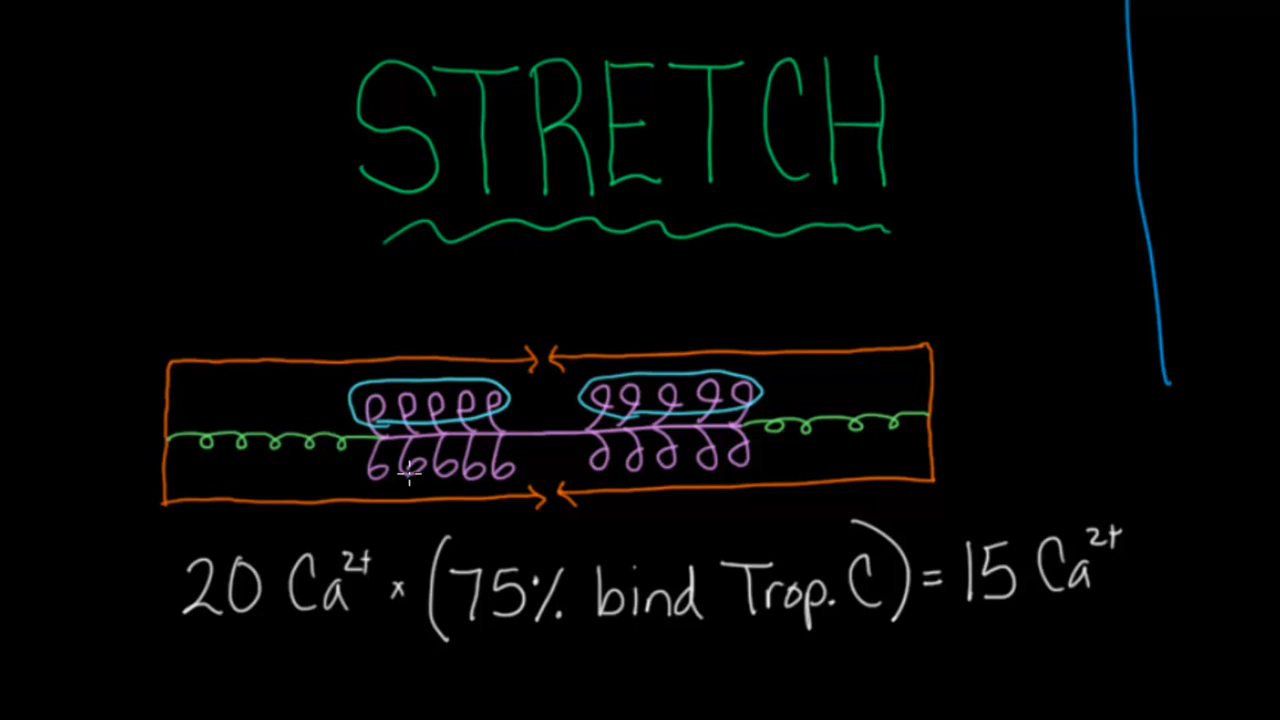 STRETCH
20 Ca²⁺ × (75% bind Trop. C) = 15 Ca²⁺